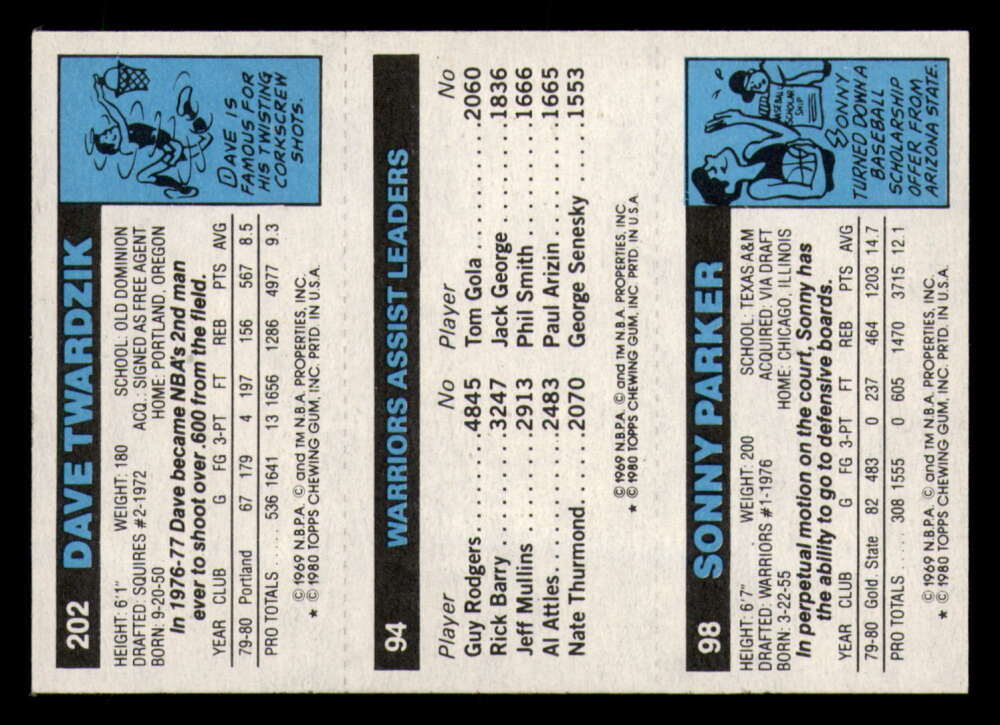 202 DAVE TWARDZIK
HEIGHT: 6'1" WEIGHT: 180 SCHOOL: OLD DOMINION
DRAFTED: SQUIRES #2-1972 ACQ.: SIGNED AS FREE AGENT
BORN: 9-20-50 HOME: PORTLAND, OREGON
In 1976-77 Dave became NBA's 2nd man
ever to shoot over .600 from the field.
YEAR CLUB G FG 3-PT FT REB PTS AVG
79-80 Portland 67 179 4 197 156 567 8.5
PRO TOTALS ..... 536 1641 13 1656 1286 4977 9.3
© 1969 N.B.P.A. © and TM N.B.A. PROPERTIES, INC.
★ © 1980 TOPPS CHEWING GUM, INC. PRTD IN U.S.A.
DAVE IS
FAMOUS FOR
HIS TWISTING
CORKSCREW
SHOTS.
94 WARRIORS ASSIST LEADERS
Player No Player No
Guy Rodgers.......4845 Tom Gola.........2060
Rick Barry........3247 Jack George......1836
Jeff Mullins......2913 Phil Smith.......1666
Al Attles.........2483 Paul Arizin......1665
Nate Thurmond.....2070 George Senesky...1553
© 1969 N.B.P.A. © and TM N.B.A. PROPERTIES, INC
★ © 1980 TOPPS CHEWING GUM, INC. PRTD IN U.S.A
98 SONNY PARKER
HEIGHT: 6'7" WEIGHT: 200 SCHOOL: TEXAS A&M
DRAFTED: WARRIORS #1-1976 ACQUIRED: VIA DRAFT
BORN: 3-22-55 HOME: CHICAGO, ILLINOIS
In perpetual motion on the court, Sonny has
the ability to go to defensive boards.
YEAR CLUB G FG 3-PT FT REB PTS AVG
79-80 Gold. State 82 483 0 237 464 1203 14.7
PRO TOTALS ..... 308 1555 0 605 1470 3715 12.1
© 1969 N.B.P.A. © and TM N.B.A. PROPERTIES, INC.
★ © 1980 TOPPS CHEWING GUM, INC. PRTD IN U.S.A.
BASEBALL
SCHOLAR
SHIP
SONNY
TURNED DOWN A
BASEBALL
SCHOLARSHIP
OFFER FROM
ARIZONA STATE.